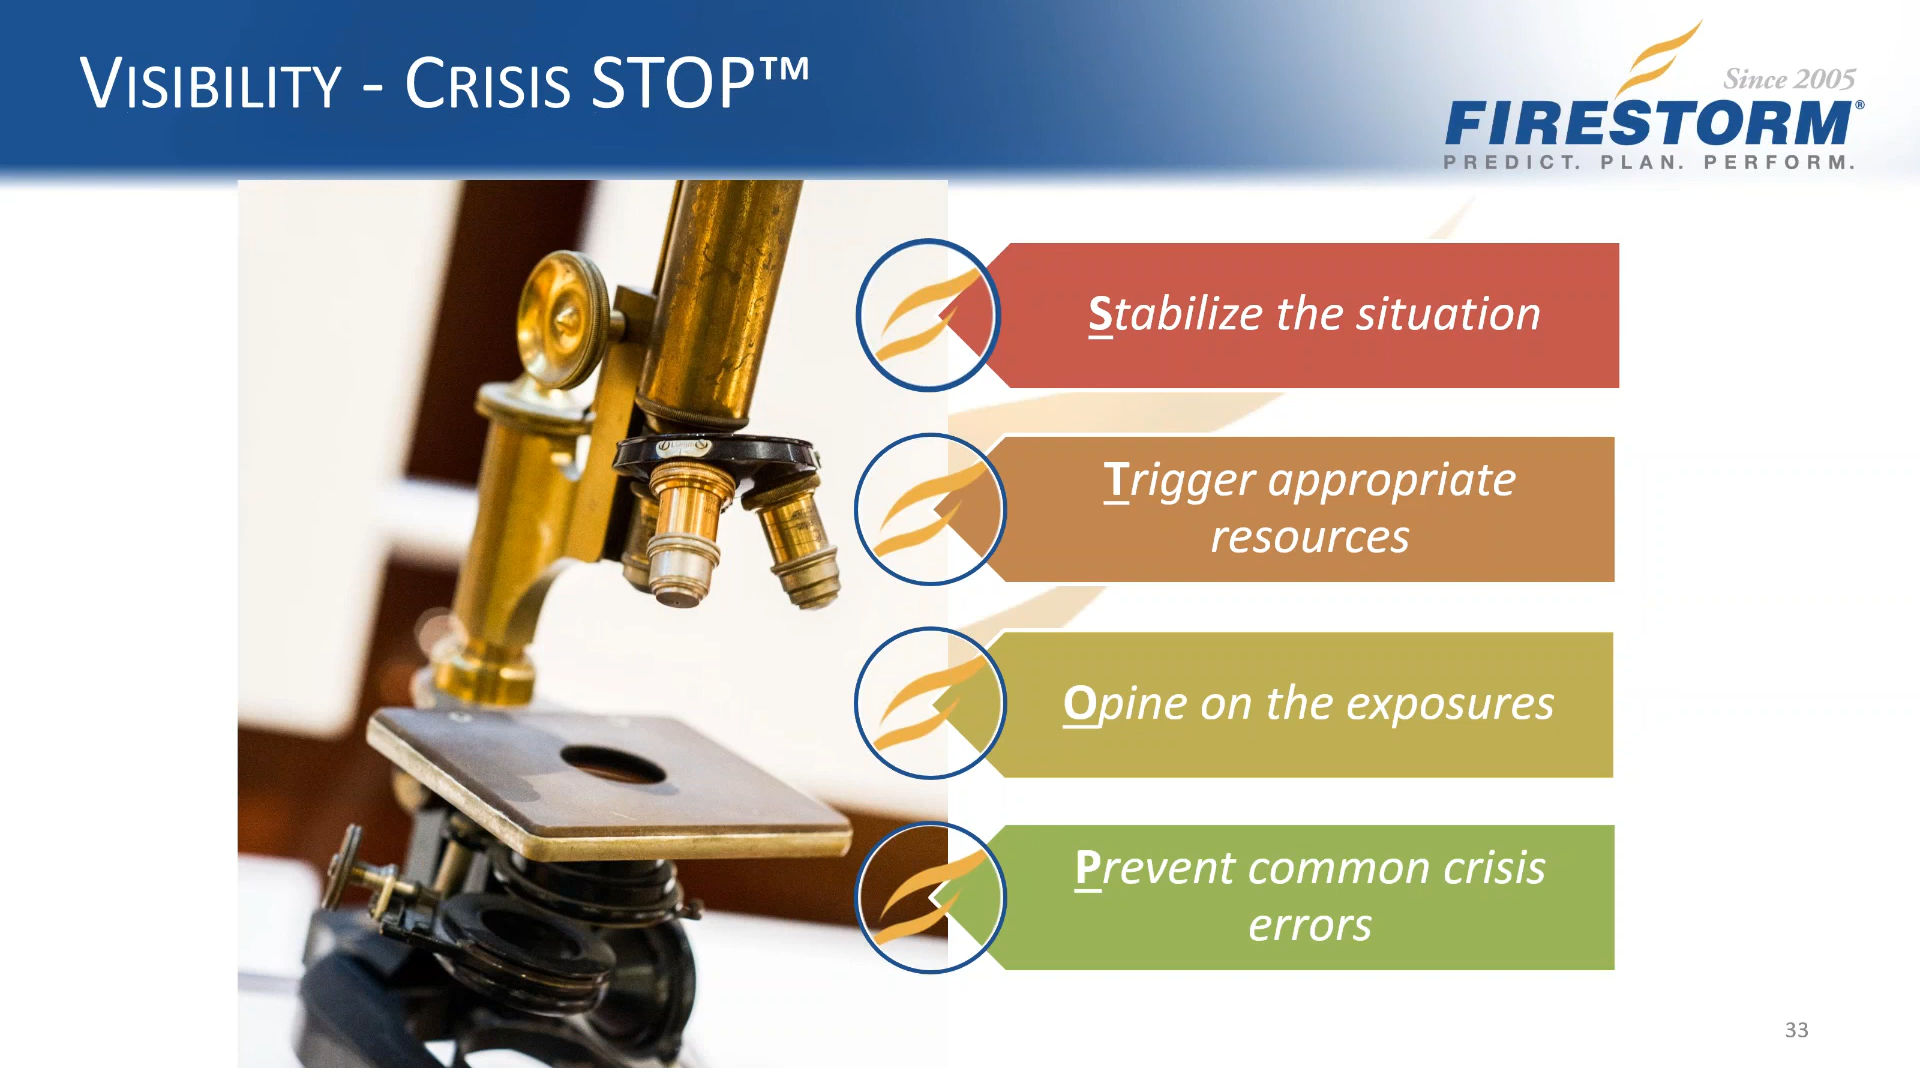 VISIBILITY - CRISIS STOP™
Since 2005
FIRESTORM®
PREDICT. PLAN. PERFORM.
Stabilize the situation
Trigger appropriate
resources
Opine on the exposures
Prevent common crisis
errors
33